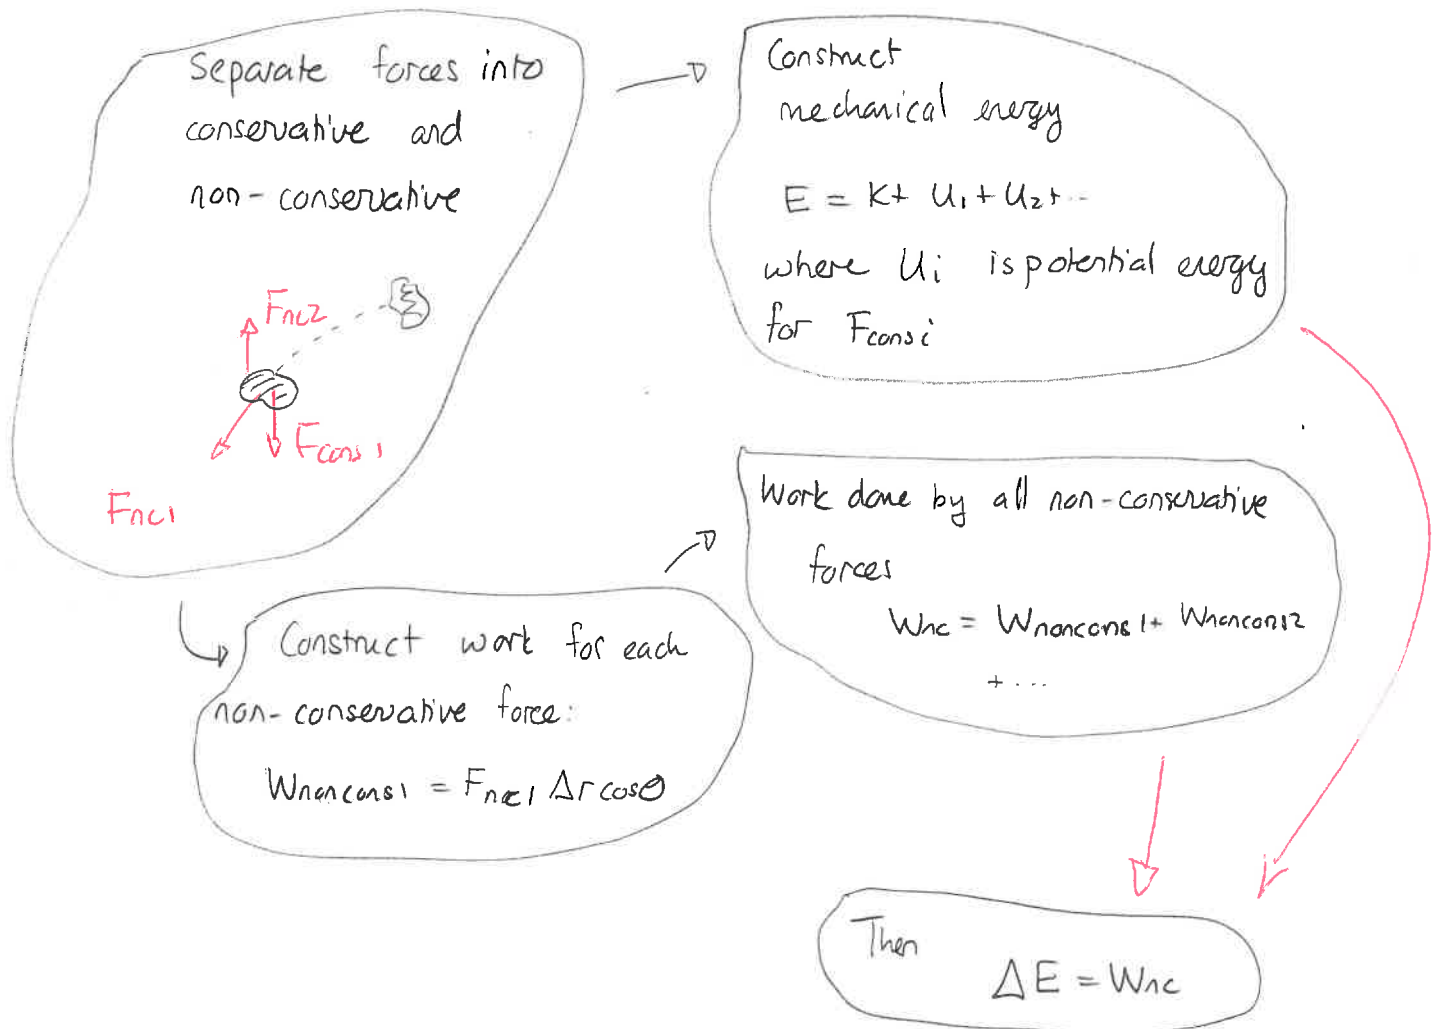 Separate forces into
conservative and
non-conservative
Fnc2
Fcons1
Fnc1
Construct
mechanical energy
E = K + U1 + U2 + ...
where Ui is potential energy
for Fcons i
Construct work for each
non-conservative force:
Wnoncons1 = Fnc1 Δr cosθ
Work done by all non-conservative
forces
Wnc = Wnoncons1 + Wnoncons2
+ ...
Then
ΔE = Wnc